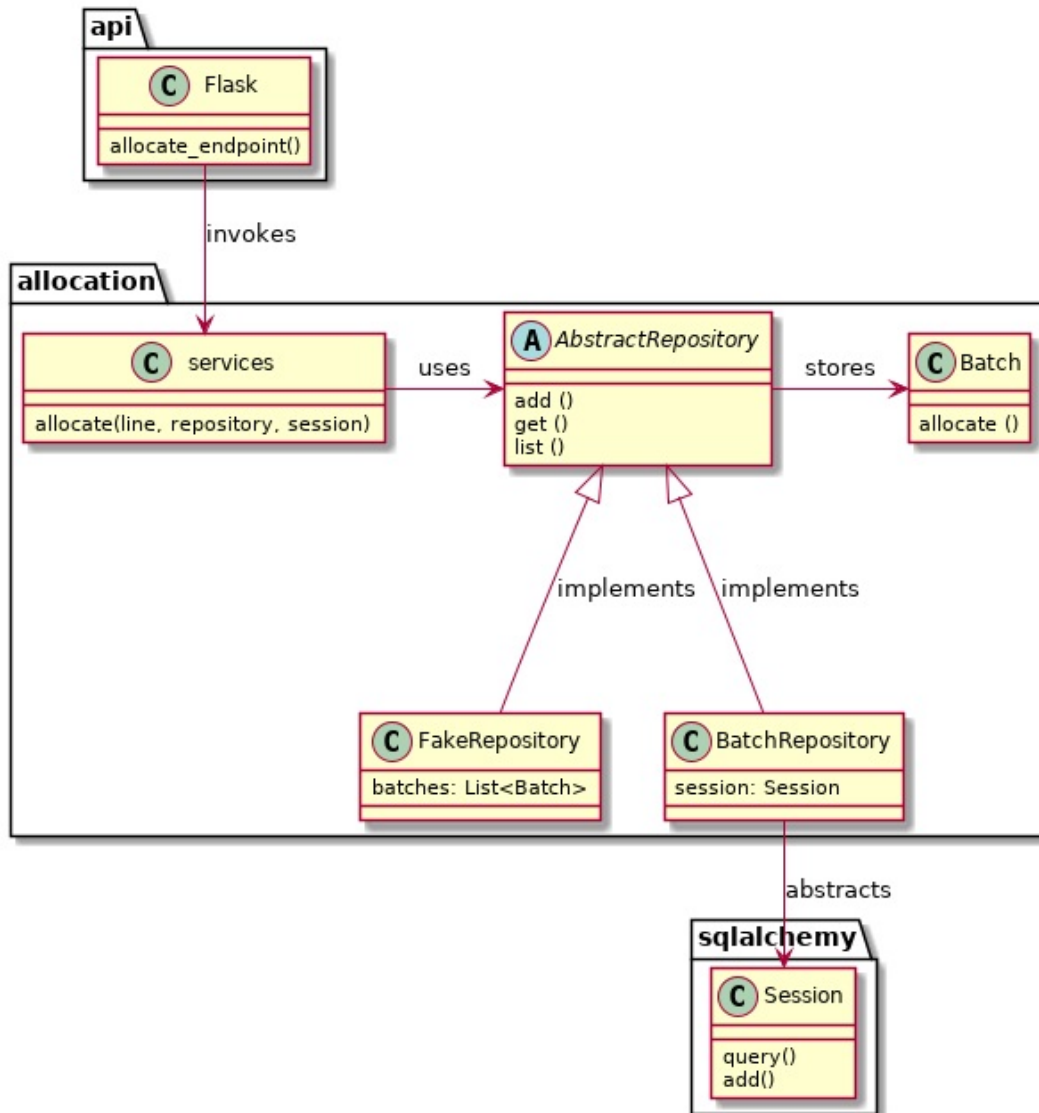 api
C Flask
allocate_endpoint()
invokes
allocation
C services
allocate(line, repository, session)
uses
A AbstractRepository
add ()
get ()
list ()
stores
C Batch
allocate ()
implements
implements
C FakeRepository
batches: List<Batch>
C BatchRepository
session: Session
abstracts
sqlalchemy
C Session
query()
add()